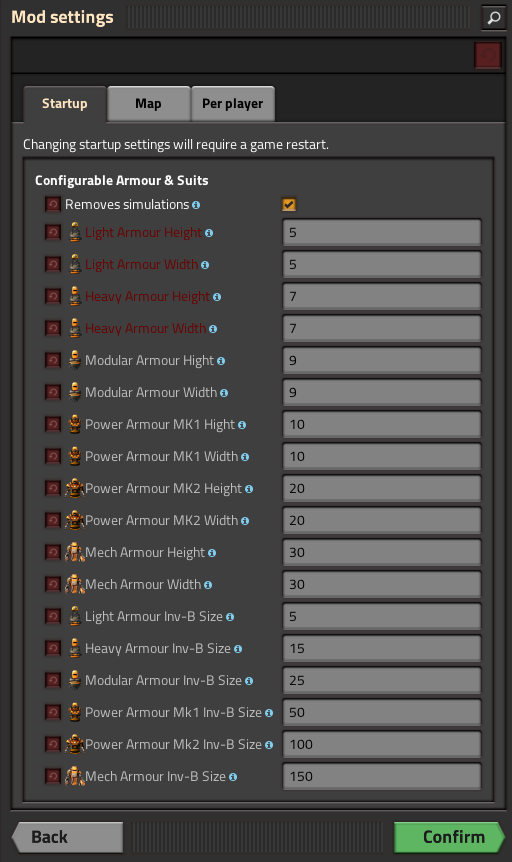 Mod settings
Startup Map Per player
Changing startup settings will require a game restart.
Configurable Armour & Suits
Removes simulations
Light Armour Height 5
Light Armour Width 5
Heavy Armour Height 7
Heavy Armour Width 7
Modular Armour Hight 9
Modular Armour Width 9
Power Armour MK1 Hight 10
Power Armour MK1 Width 10
Power Armour MK2 Height 20
Power Armour MK2 Width 20
Mech Armour Height 30
Mech Armour Width 30
Light Armour Inv-B Size 5
Heavy Armour Inv-B Size 15
Modular Armour Inv-B Size 25
Power Armour Mk1 Inv-B Size 50
Power Armour Mk2 Inv-B Size 100
Mech Armour Inv-B Size 150
Back Confirm